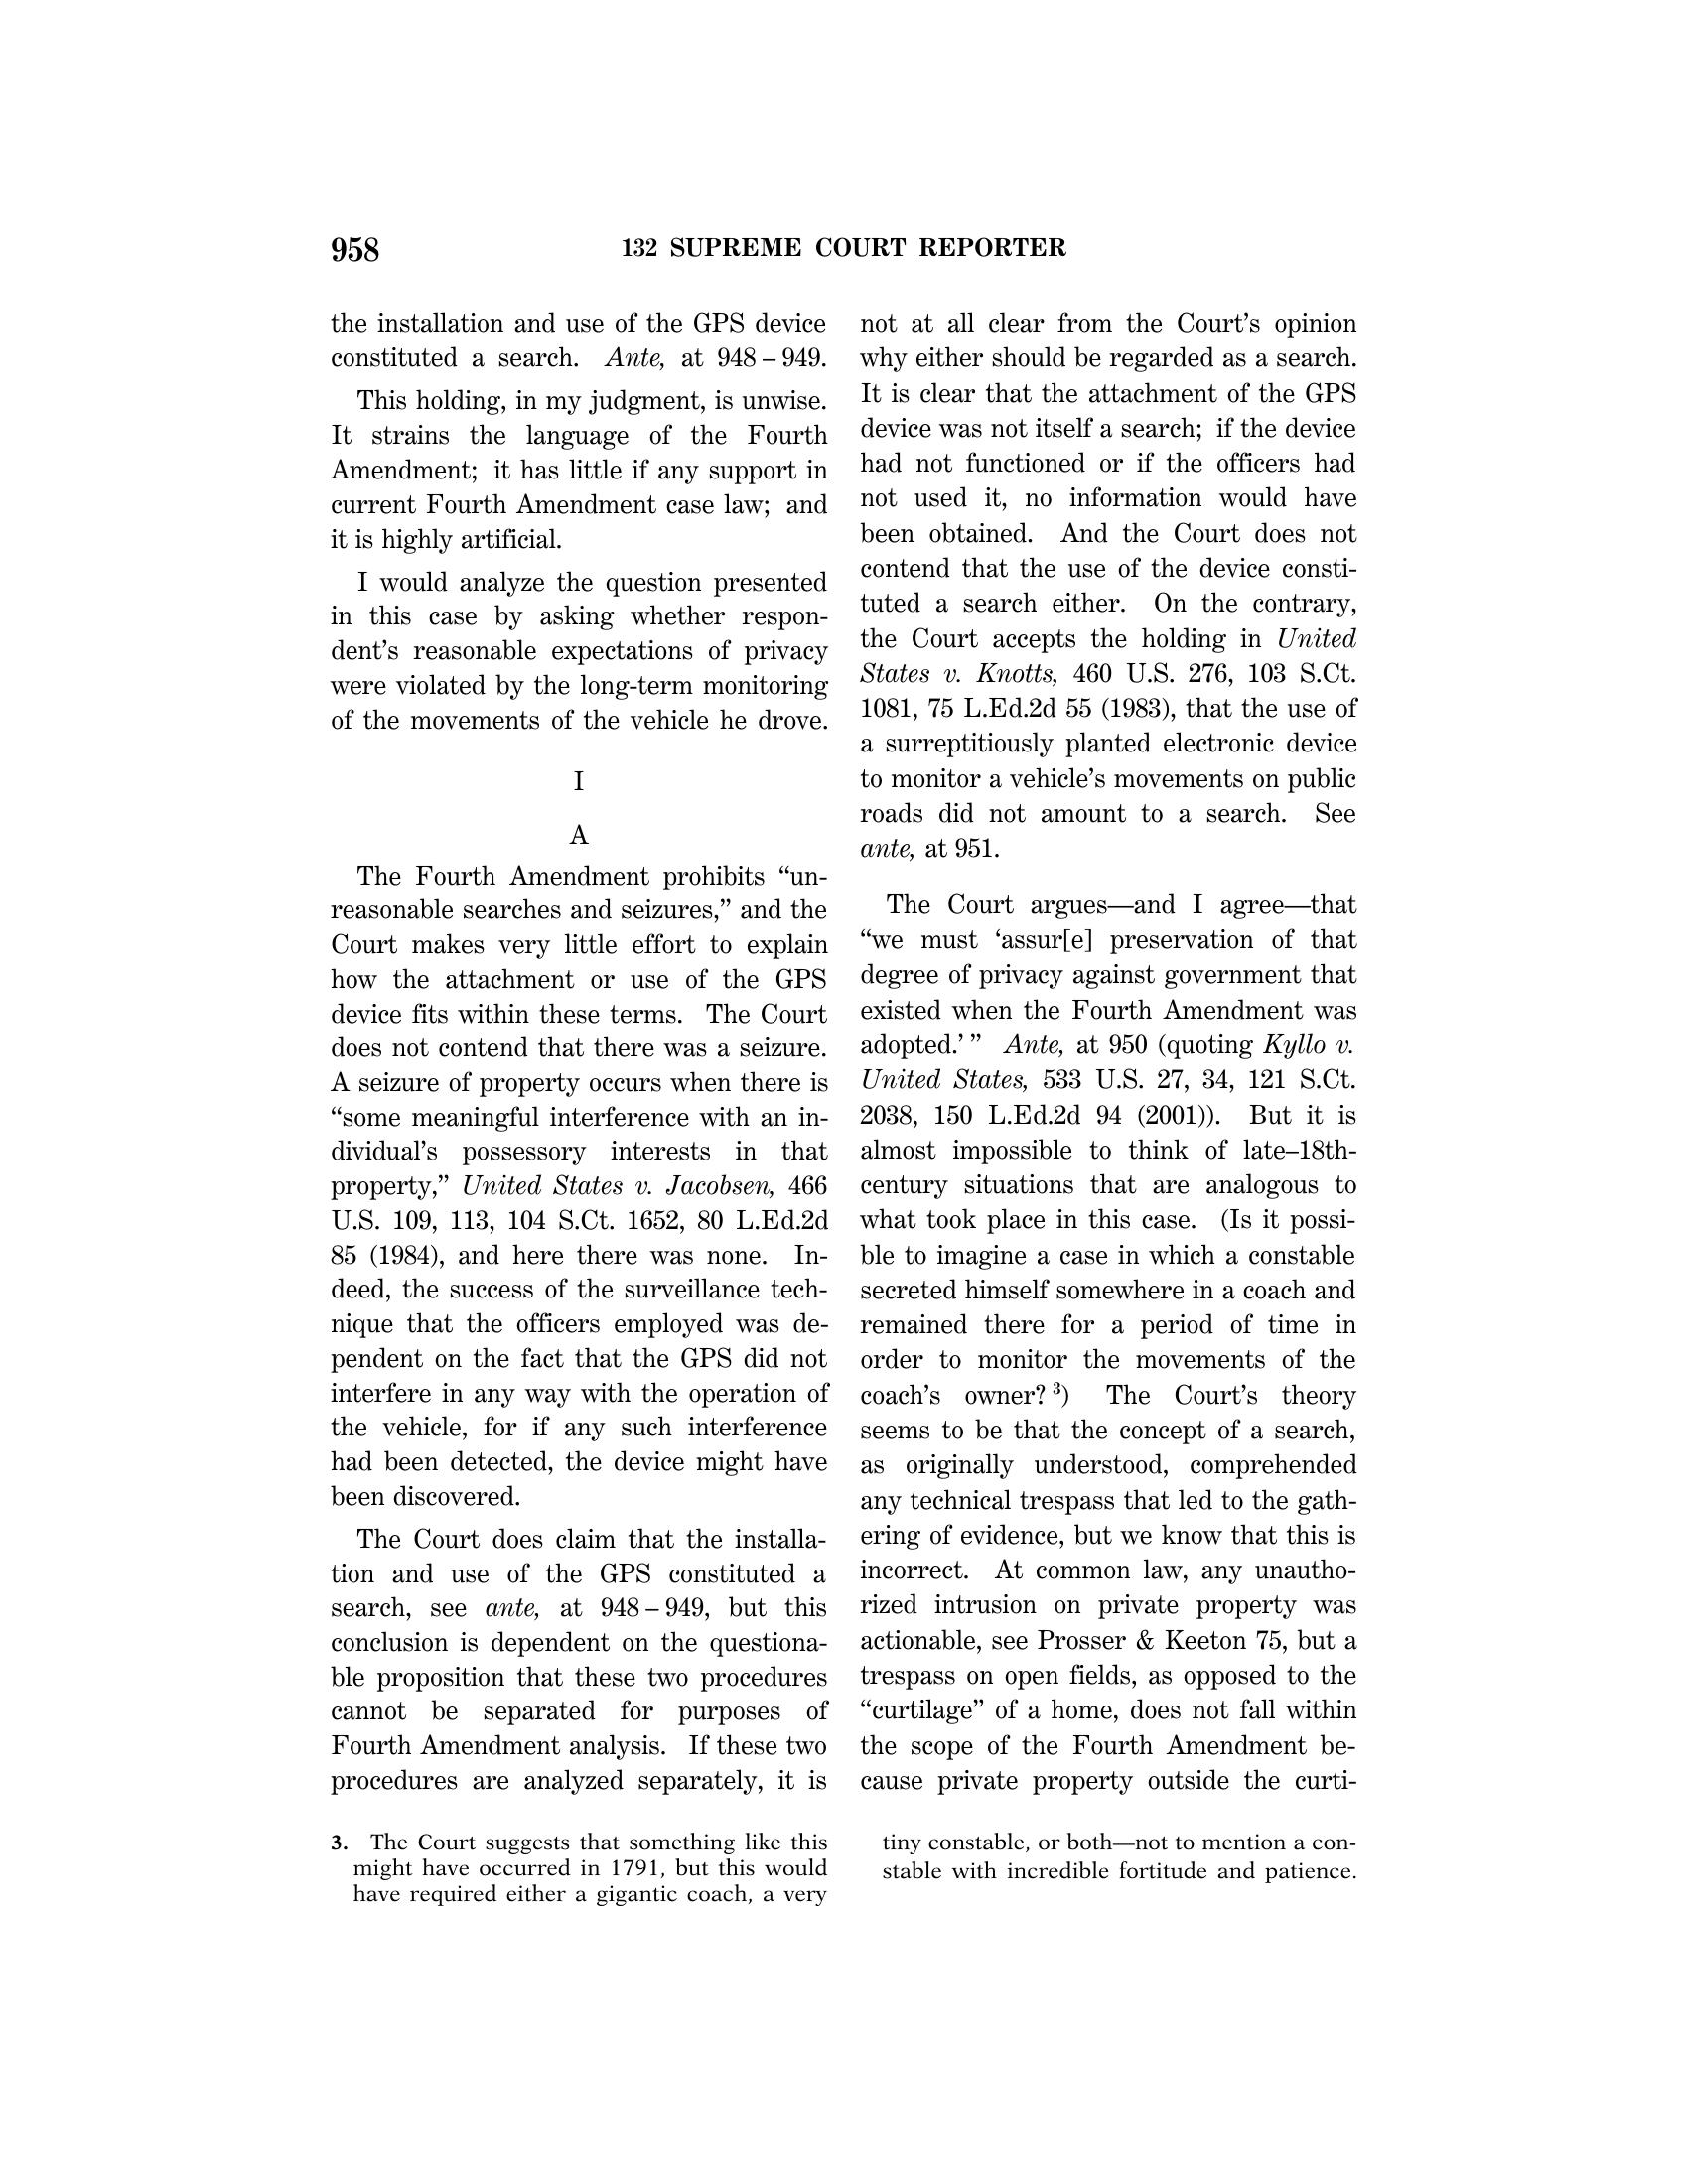 958
132 SUPREME COURT REPORTER
the installation and use of the GPS device
constituted a search. Ante, at 948 – 949.
This holding, in my judgment, is unwise.
It strains the language of the Fourth
Amendment; it has little if any support in
current Fourth Amendment case law; and
it is highly artificial.
I would analyze the question presented
in this case by asking whether respon-
dent's reasonable expectations of privacy
were violated by the long-term monitoring
of the movements of the vehicle he drove.
I
A
The Fourth Amendment prohibits “un-
reasonable searches and seizures,” and the
Court makes very little effort to explain
how the attachment or use of the GPS
device fits within these terms. The Court
does not contend that there was a seizure.
A seizure of property occurs when there is
“some meaningful interference with an in-
dividual's possessory interests in that
property,” United States v. Jacobsen, 466
U.S. 109, 113, 104 S.Ct. 1652, 80 L.Ed.2d
85 (1984), and here there was none. In-
deed, the success of the surveillance tech-
nique that the officers employed was de-
pendent on the fact that the GPS did not
interfere in any way with the operation of
the vehicle, for if any such interference
had been detected, the device might have
been discovered.
The Court does claim that the installa-
tion and use of the GPS constituted a
search, see ante, at 948 – 949, but this
conclusion is dependent on the questiona-
ble proposition that these two procedures
cannot be separated for purposes of
Fourth Amendment analysis. If these two
procedures are analyzed separately, it is
not at all clear from the Court's opinion
why either should be regarded as a search.
It is clear that the attachment of the GPS
device was not itself a search; if the device
had not functioned or if the officers had
not used it, no information would have
been obtained. And the Court does not
contend that the use of the device consti-
tuted a search either. On the contrary,
the Court accepts the holding in United
States v. Knotts, 460 U.S. 276, 103 S.Ct.
1081, 75 L.Ed.2d 55 (1983), that the use of
a surreptitiously planted electronic device
to monitor a vehicle's movements on public
roads did not amount to a search. See
ante, at 951.
The Court argues—and I agree—that
“we must ‘assur[e] preservation of that
degree of privacy against government that
existed when the Fourth Amendment was
adopted.’ ” Ante, at 950 (quoting Kyllo v.
United States, 533 U.S. 27, 34, 121 S.Ct.
2038, 150 L.Ed.2d 94 (2001)). But it is
almost impossible to think of late–18th-
century situations that are analogous to
what took place in this case. (Is it possi-
ble to imagine a case in which a constable
secreted himself somewhere in a coach and
remained there for a period of time in
order to monitor the movements of the
coach's owner? 3) The Court's theory
seems to be that the concept of a search,
as originally understood, comprehended
any technical trespass that led to the gath-
ering of evidence, but we know that this is
incorrect. At common law, any unautho-
rized intrusion on private property was
actionable, see Prosser & Keeton 75, but a
trespass on open fields, as opposed to the
“curtilage” of a home, does not fall within
the scope of the Fourth Amendment be-
cause private property outside the curti-
3. The Court suggests that something like this
might have occurred in 1791, but this would
have required either a gigantic coach, a very
tiny constable, or both—not to mention a con-
stable with incredible fortitude and patience.